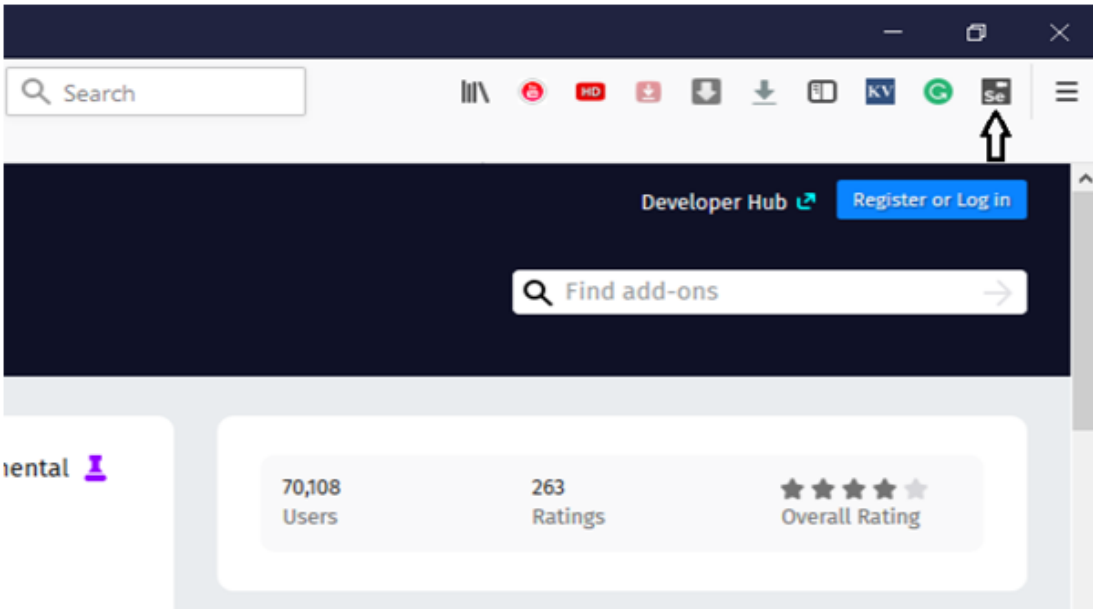 Search
HD
KV
Se
Developer Hub
Register or Log in
Find add-ons
mental
70,108
263
Users
Ratings
Overall Rating